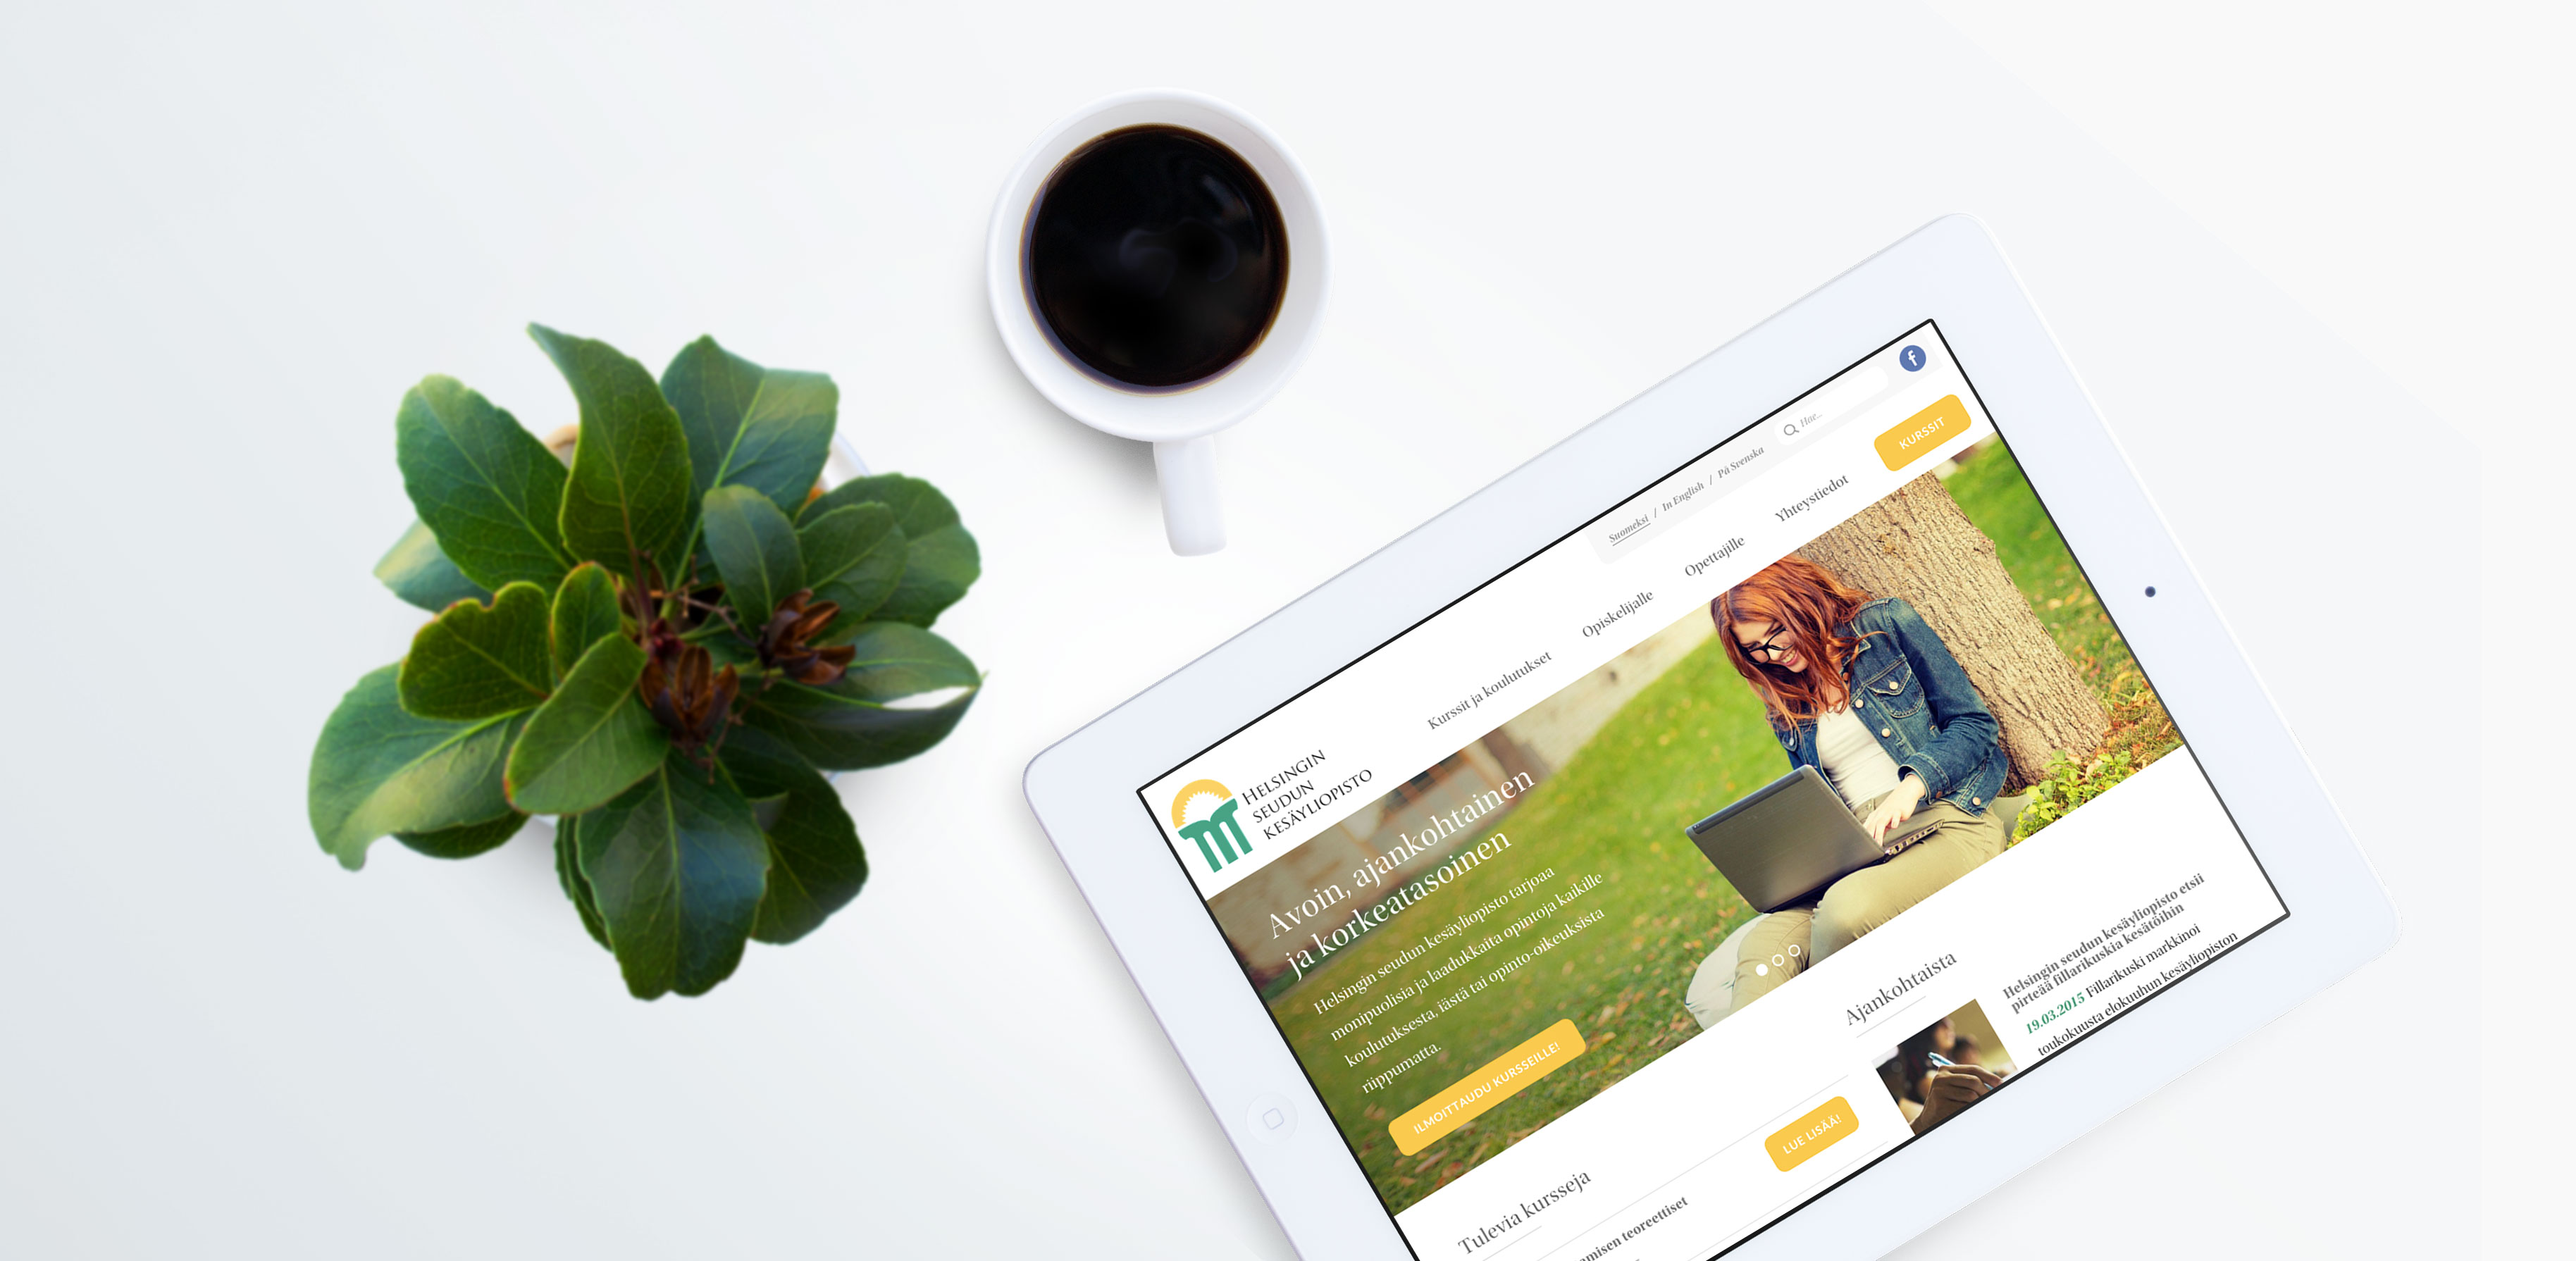 Suomeksi / In English / På Svenska
Hae...
f
HELSINGIN
SEUDUN
KESÄYLIOPISTO
Kurssit ja koulutukset
Opiskelijalle
Opettajille
Yhteystiedot
KURSSIT
Avoin, ajankohtainen
ja korkeatasoinen
Helsingin seudun kesäyliopisto tarjoaa
monipuolisia ja laadukkaita opintoja kaikille
koulutuksesta, iästä tai opinto-oikeuksista
riippumatta.
ILMOITTAUDU KURSSEILLE!
Tulevia kursseja
LUE LISÄÄ!
misen teoreettiset
Ajankohtaista
Helsingin seudun kesäyliopisto etsii
pirteää fillarikuskia kesätöihin
19.03.2015 Fillarikuski markkinoi
toukokuusta elokuuhun kesäyliopiston